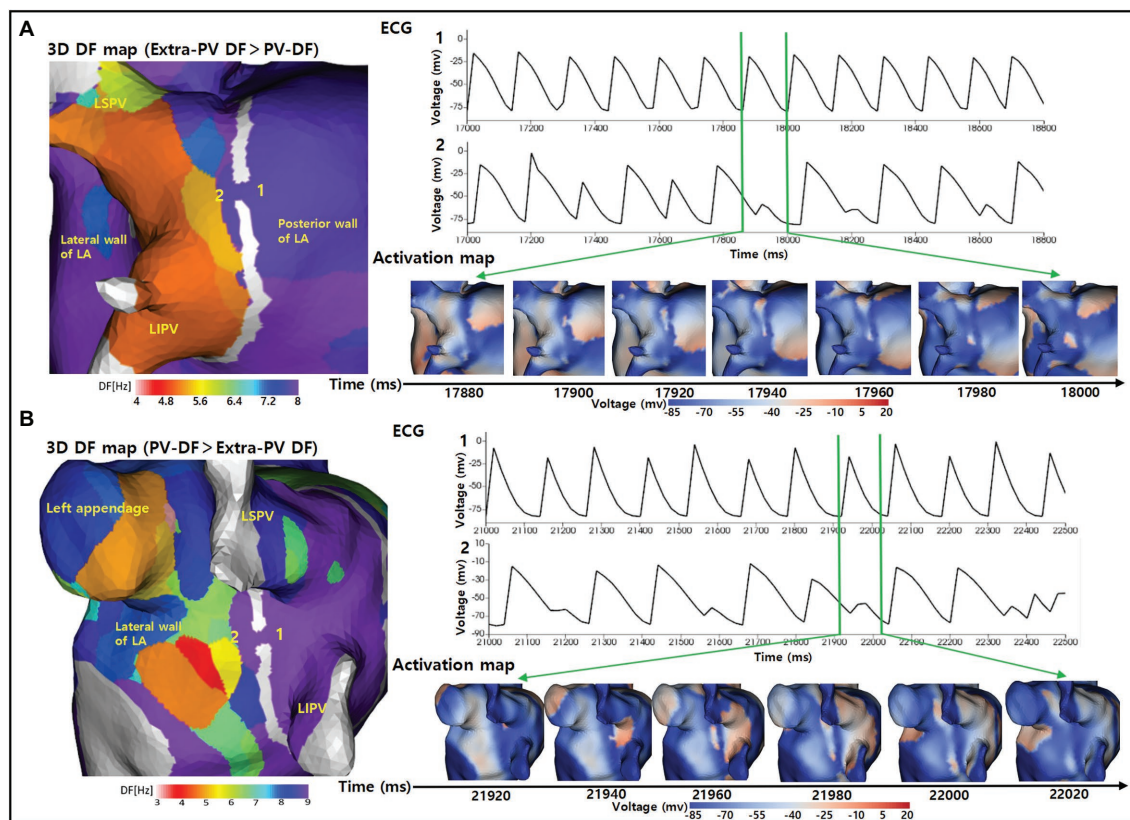 A
3D DF map (Extra-PV DF > PV-DF)
LSPV
2
1
Lateral wall
of LA
Posterior wall
of LA
LIPV
DF[Hz]
4 4.8 5.6 6.4 7.2 8
ECG
1
Voltage (mv)
0
-25
-50
-75
17000 17200 17400 17600 17800 18000 18200 18400 18600 18800
2
Voltage (mv)
0
-25
-50
-75
17000 17200 17400 17600 17800 18000 18200 18400 18600 18800
Time (ms)
Activation map
Time (ms)
17880 17900 17920 17940 17960 17980 18000
Voltage (mv)
-85 -70 -55 -40 -25 -10 5 20
B
3D DF map (PV-DF > Extra-PV DF)
Left appendage
LSPV
Lateral wall
of LA
2
1
LIPV
DF[Hz]
3 4 5 6 7 8 9
ECG
1
Voltage (mv)
0
-25
-50
-75
21000 21100 21200 21300 21400 21500 21600 21700 21800 21900 22000 22100 22200 22300 22400 22500
2
Voltage (mv)
10
-10
-30
-50
-70
-90
21000 21100 21200 21300 21400 21500 21600 21700 21800 21900 22000 22100 22200 22300 22400 22500
Time (ms)
Activation map
Time (ms)
21920 21940 21960 21980 22000 22020
Voltage (mv)
-85 -70 -55 -40 -25 -10 5 20